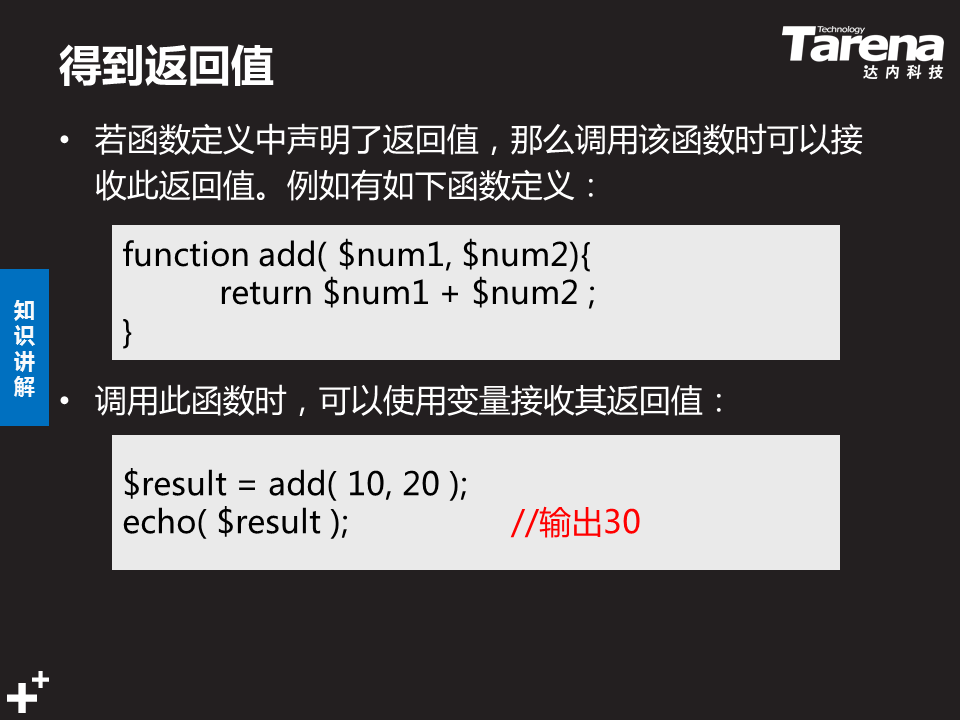 得到返回值
Technology
Tarena
达内科技
• 若函数定义中声明了返回值，那么调用该函数时可以接
收此返回值。例如有如下函数定义：
function add( $num1, $num2){
return $num1 + $num2 ;
}
知
识
讲
解
• 调用此函数时，可以使用变量接收其返回值：
$result = add( 10, 20 );
echo( $result ); //输出30